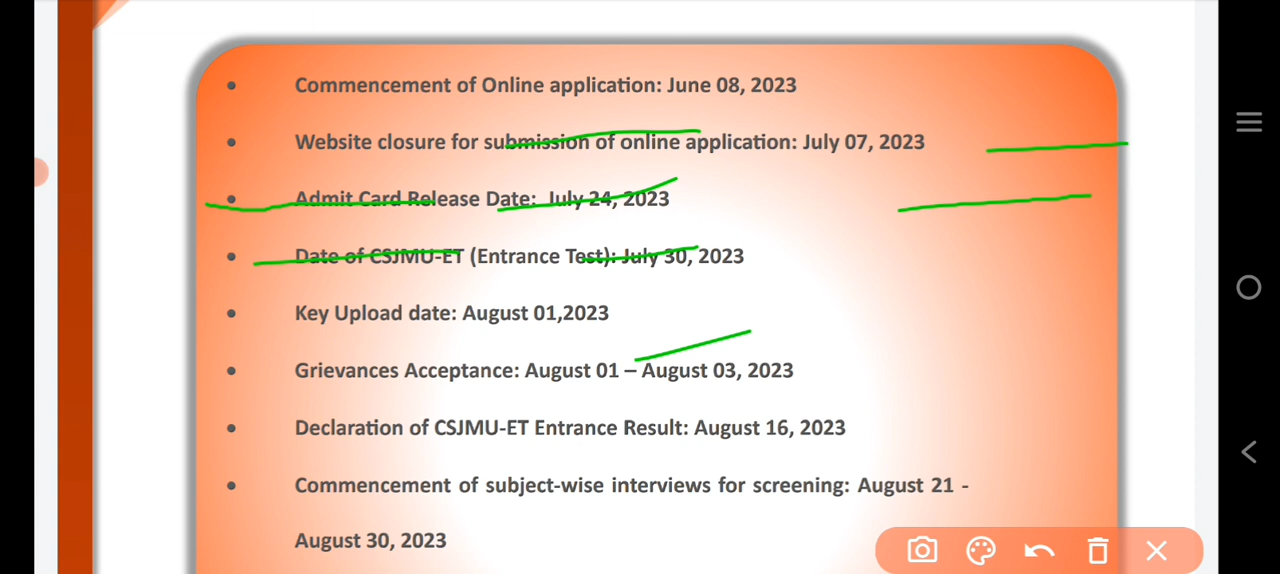 • Commencement of Online application: June 08, 2023
• Website closure for submission of online application: July 07, 2023
• Admit Card Release Date: July 24, 2023
• Date of CSJMU-ET (Entrance Test): July 30, 2023
• Key Upload date: August 01,2023
• Grievances Acceptance: August 01 – August 03, 2023
• Declaration of CSJMU-ET Entrance Result: August 16, 2023
• Commencement of subject-wise interviews for screening: August 21 -
August 30, 2023